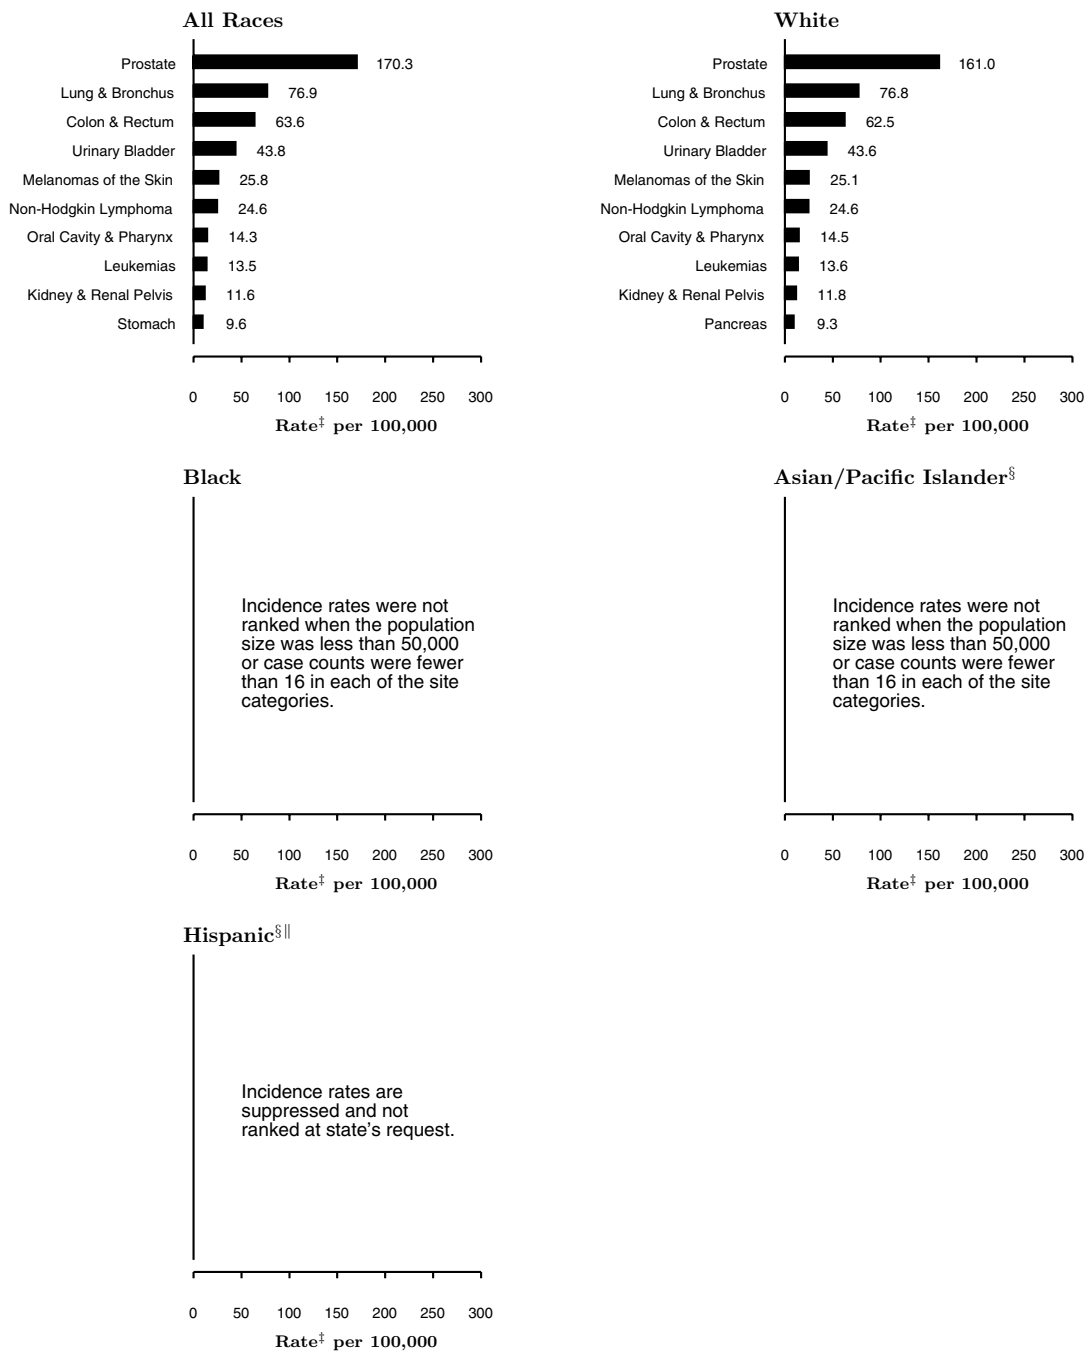 All Races
Prostate 170.3
Lung & Bronchus 76.9
Colon & Rectum 63.6
Urinary Bladder 43.8
Melanomas of the Skin 25.8
Non-Hodgkin Lymphoma 24.6
Oral Cavity & Pharynx 14.3
Leukemias 13.5
Kidney & Renal Pelvis 11.6
Stomach 9.6
0 50 100 150 200 250 300
Rate‡ per 100,000
White
Prostate 161.0
Lung & Bronchus 76.8
Colon & Rectum 62.5
Urinary Bladder 43.6
Melanomas of the Skin 25.1
Non-Hodgkin Lymphoma 24.6
Oral Cavity & Pharynx 14.5
Leukemias 13.6
Kidney & Renal Pelvis 11.8
Pancreas 9.3
0 50 100 150 200 250 300
Rate‡ per 100,000
Black
Incidence rates were not
ranked when the population
size was less than 50,000
or case counts were fewer
than 16 in each of the site
categories.
0 50 100 150 200 250 300
Rate‡ per 100,000
Asian/Pacific Islander§
Incidence rates were not
ranked when the population
size was less than 50,000
or case counts were fewer
than 16 in each of the site
categories.
0 50 100 150 200 250 300
Rate‡ per 100,000
Hispanic§‖
Incidence rates are
suppressed and not
ranked at state's request.
0 50 100 150 200 250 300
Rate‡ per 100,000